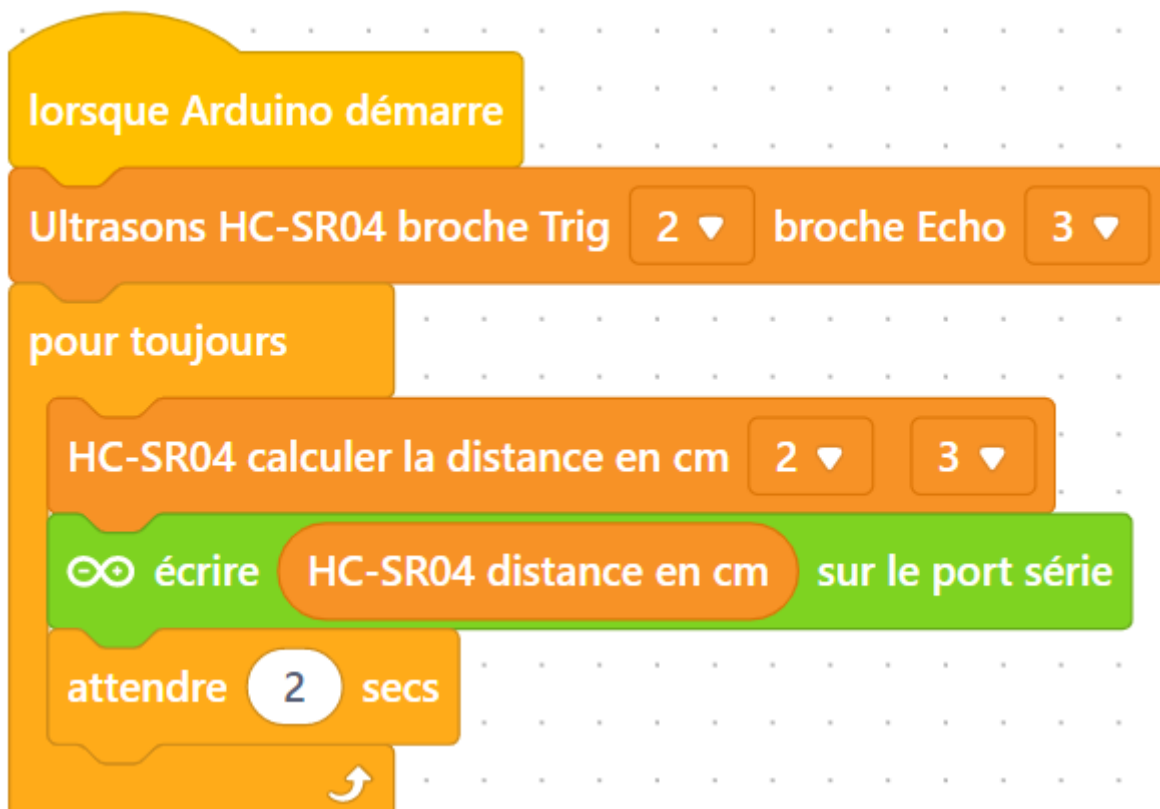 lorsque Arduino démarre
Ultrasons HC-SR04 broche Trig 2 broche Echo 3
pour toujours
HC-SR04 calculer la distance en cm 2 3
écrire HC-SR04 distance en cm sur le port série
attendre 2 secs